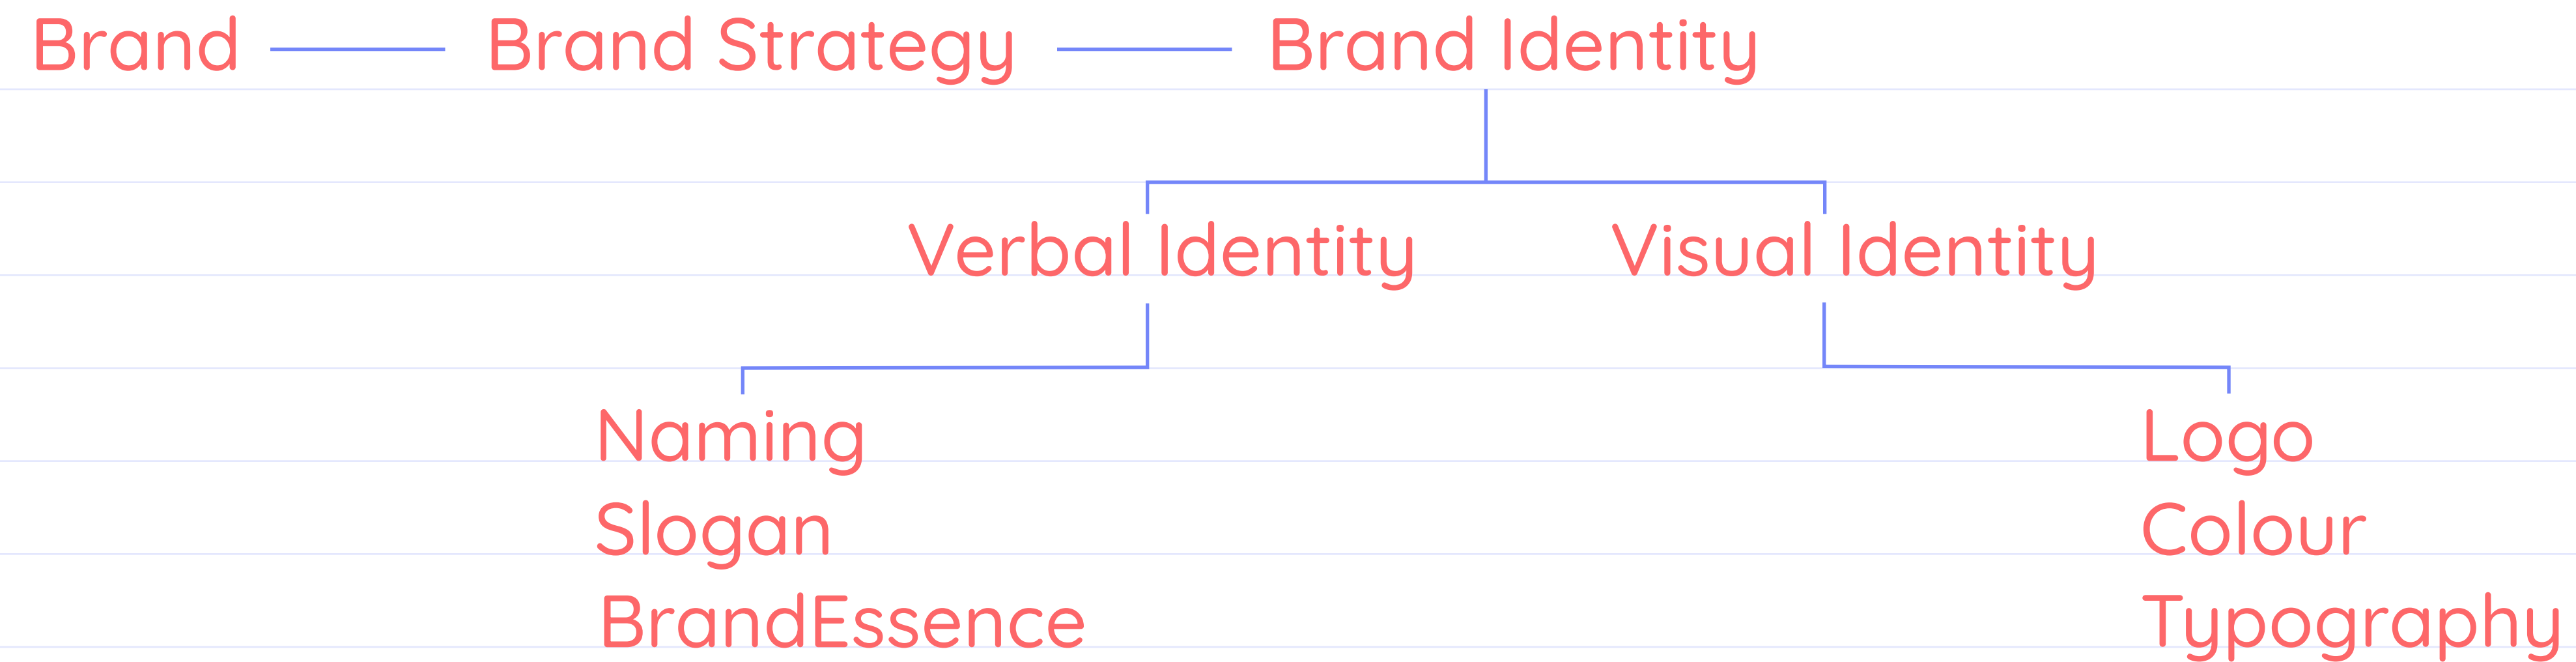 Brand Brand Strategy Brand Identity
Verbal Identity Visual Identity
Naming Logo
Slogan Colour
BrandEssence Typography